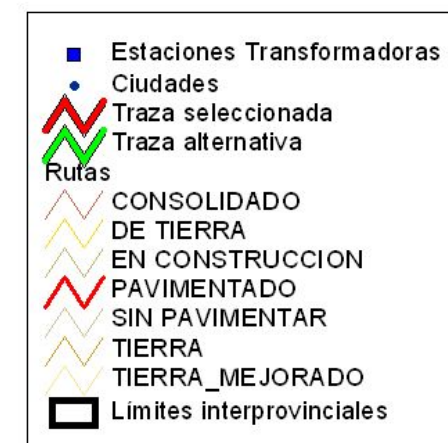 Estaciones Transformadoras
Ciudades
Traza seleccionada
Traza alternativa
Rutas
CONSOLIDADO
DE TIERRA
EN CONSTRUCCION
PAVIMENTADO
SIN PAVIMENTAR
TIERRA
TIERRA_MEJORADO
Límites interprovinciales